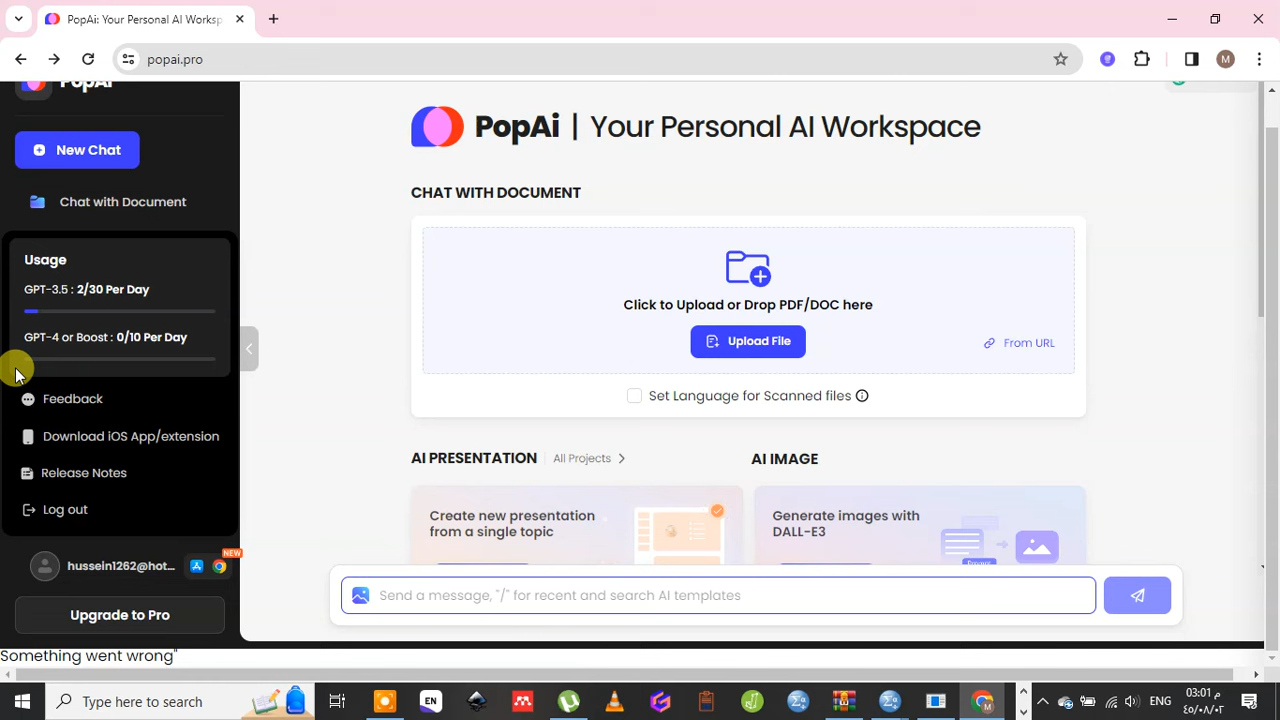 PopAi: Your Personal AI Worksp
popai.pro
M
PopAi
New Chat
Chat with Document
Usage
GPT-3.5 : 2/30 Per Day
GPT-4 or Boost : 0/10 Per Day
Feedback
Download iOS App/extension
Release Notes
Log out
NEW
hussein1262@hot...
Upgrade to Pro
Something went wrong"
PopAi | Your Personal AI Workspace
CHAT WITH DOCUMENT
Click to Upload or Drop PDF/DOC here
Upload File
From URL
Set Language for Scanned files
AI PRESENTATION
All Projects
AI IMAGE
Create new presentation
from a single topic
Generate images with
DALL-E3
Send a message, "/" for recent and search AI templates
Type here to search
EN
ENG
03:01 م